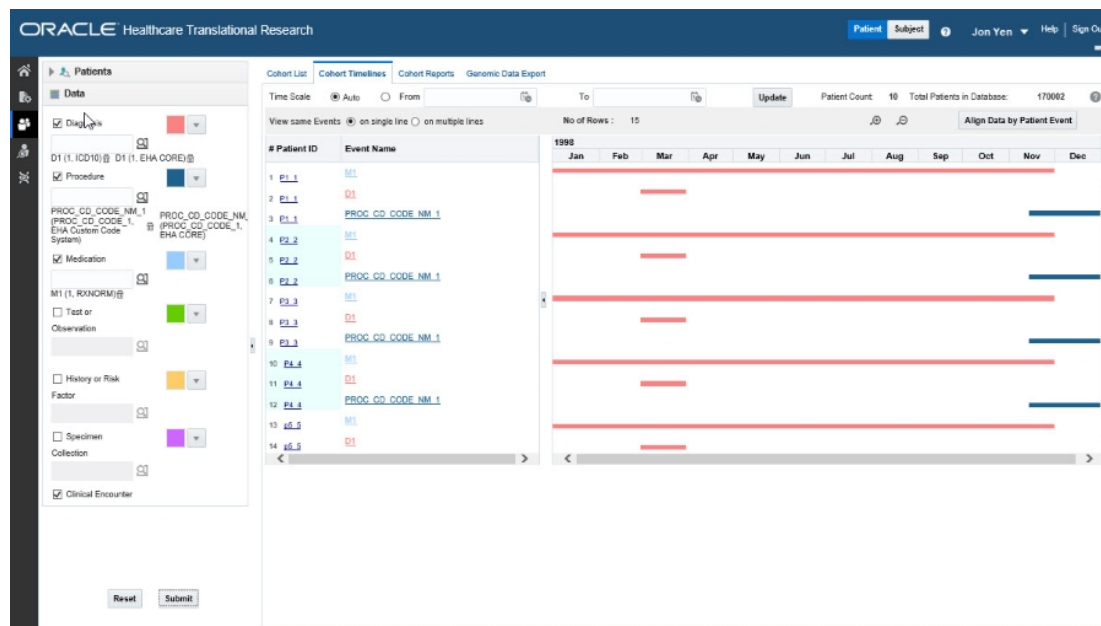 ORACLE Healthcare Translational Research
Patient Subject Jon Yen Help Sign Ou
Patients
Data
Diagnosis
D1 (1, ICD10) D1 (1, EHA CORE)
Procedure
PROC_CD_CODE_NM_1
(PROC_CD_CODE_1,
EHA Custom Code
System)
PROC_CD_CODE_NM_
(PROC_CD_CODE_1,
EHA CORE)
Medication
M1 (1, RXNORM)
Test or
Observation
History or Risk
Factor
Specimen
Collection
Clinical Encounter
Reset Submit
Cohort List Cohort Timelines Cohort Reports Genomic Data Export
Time Scale Auto From To Update Patient Count: 10 Total Patients in Database: 170002
View same Events on single line on multiple lines No of Rows : 15 Align Data by Patient Event
# Patient ID Event Name
1998
Jan Feb Mar Apr May Jun Jul Aug Sep Oct Nov Dec
1 P1_1 M1
2 P1_1 D1
3 P1_1 PROC_CD_CODE_NM_1
4 P2_2 M1
5 P2_2 D1
6 P2_2 PROC_CD_CODE_NM_1
7 P3_3 M1
8 P3_3 D1
9 P3_3 PROC_CD_CODE_NM_1
10 P4_4 M1
11 P4_4 D1
12 P4_4 PROC_CD_CODE_NM_1
13 p5_5 M1
14 p5_5 D1